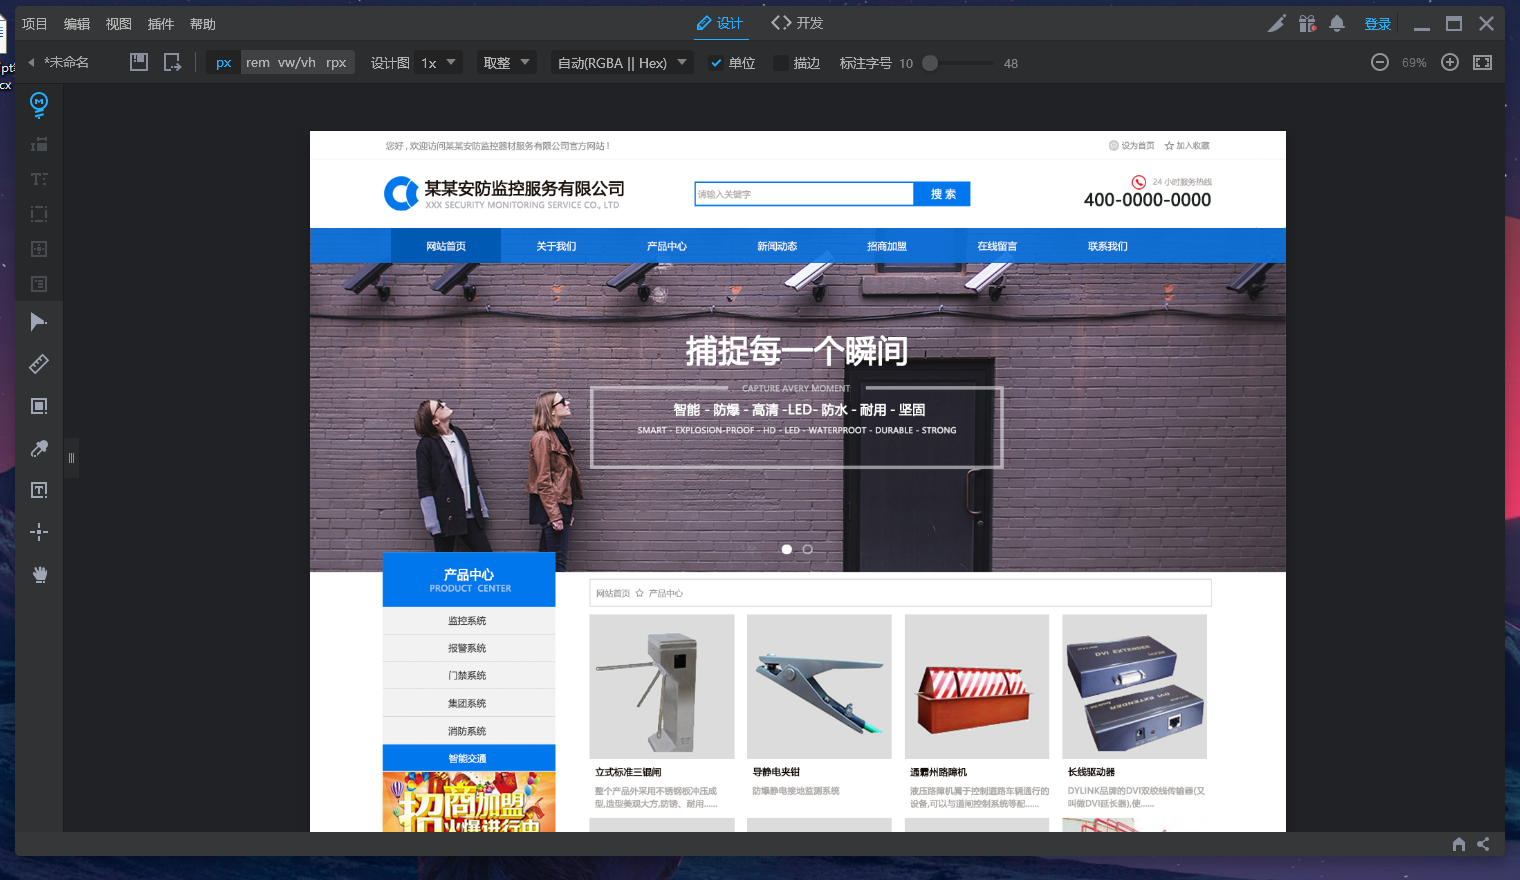 项目 编辑 视图 插件 帮助 设计 开发 登录
*未命名 px rem vw/vh rpx 设计图 1x 取整 自动(RGBA || Hex) 单位 描边 标注字号 10 48 69%
cx
您好 , 欢迎访问某某安防监控器材服务有限公司官方网站 ! 设为首页 加入收藏
某某安防监控服务有限公司
XXX SECURITY MONITORING SERVICE CO., LTD
请输入关键字 搜 索
24 小时服务热线
400-0000-0000
网站首页 关于我们 产品中心 新闻动态 招商加盟 在线留言 联系我们
捕捉每一个瞬间
CAPTURE AVERY MOMENT
智能 - 防爆 - 高清 -LED- 防水 - 耐用 - 坚固
SMART - EXPLOSION-PROOF - HD - LED - WATERPROOT - DURABLE - STRONG
产品中心
PRODUCT CENTER
监控系统
报警系统
门禁系统
集团系统
消防系统
智能交通
招商加盟
火爆进行中
网站首页 产品中心
DVI EXTENDER
DVI EXTENDER
立式标准三辊闸
整个产品外采用不锈钢板冲压成
型,造型美观大方,防锈、耐用......
导静电夹钳
防爆静电接地监测系统
通霸州路障机
液压路障机属于控制道路车辆通行的
设备,可以与道闸控制系统等配......
长线驱动器
DYLINK品牌的DVI双绞线传输器(又
叫做DVI延长器),使......